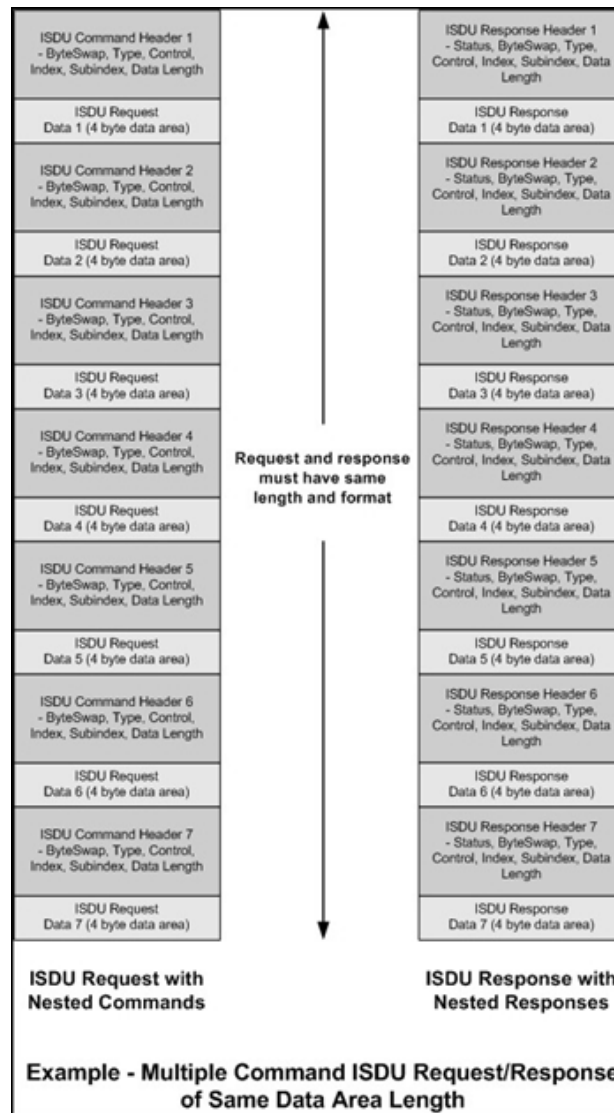 ISDU Command Header 1
- ByteSwap, Type, Control,
Index, Subindex, Data Length
ISDU Request
Data 1 (4 byte data area)
ISDU Command Header 2
- ByteSwap, Type, Control,
Index, Subindex, Data Length
ISDU Request
Data 2 (4 byte data area)
ISDU Command Header 3
- ByteSwap, Type, Control,
Index, Subindex, Data Length
ISDU Request
Data 3 (4 byte data area)
ISDU Command Header 4
- ByteSwap, Type, Control,
Index, Subindex, Data Length
ISDU Request
Data 4 (4 byte data area)
ISDU Command Header 5
- ByteSwap, Type, Control,
Index, Subindex, Data Length
ISDU Request
Data 5 (4 byte data area)
ISDU Command Header 6
- ByteSwap, Type, Control,
Index, Subindex, Data Length
ISDU Request
Data 6 (4 byte data area)
ISDU Command Header 7
- ByteSwap, Type, Control,
Index, Subindex, Data Length
ISDU Request
Data 7 (4 byte data area)
ISDU Request with
Nested Commands
Request and response
must have same
length and format
ISDU Response Header 1
- Status, ByteSwap, Type,
Control, Index, Subindex, Data
Length
ISDU Response
Data 1 (4 byte data area)
ISDU Response Header 2
- Status, ByteSwap, Type,
Control, Index, Subindex, Data
Length
ISDU Response
Data 2 (4 byte data area)
ISDU Response Header 3
- Status, ByteSwap, Type,
Control, Index, Subindex, Data
Length
ISDU Response
Data 3 (4 byte data area)
ISDU Response Header 4
- Status, ByteSwap, Type,
Control, Index, Subindex, Data
Length
ISDU Response
Data 4 (4 byte data area)
ISDU Response Header 5
- Status, ByteSwap, Type,
Control, Index, Subindex, Data
Length
ISDU Response
Data 5 (4 byte data area)
ISDU Response Header 6
- Status, ByteSwap, Type,
Control, Index, Subindex, Data
Length
ISDU Response
Data 6 (4 byte data area)
ISDU Response Header 7
- Status, ByteSwap, Type,
Control, Index, Subindex, Data
Length
ISDU Response
Data 7 (4 byte data area)
ISDU Response with
Nested Responses
Example - Multiple Command ISDU Request/Response
of Same Data Area Length